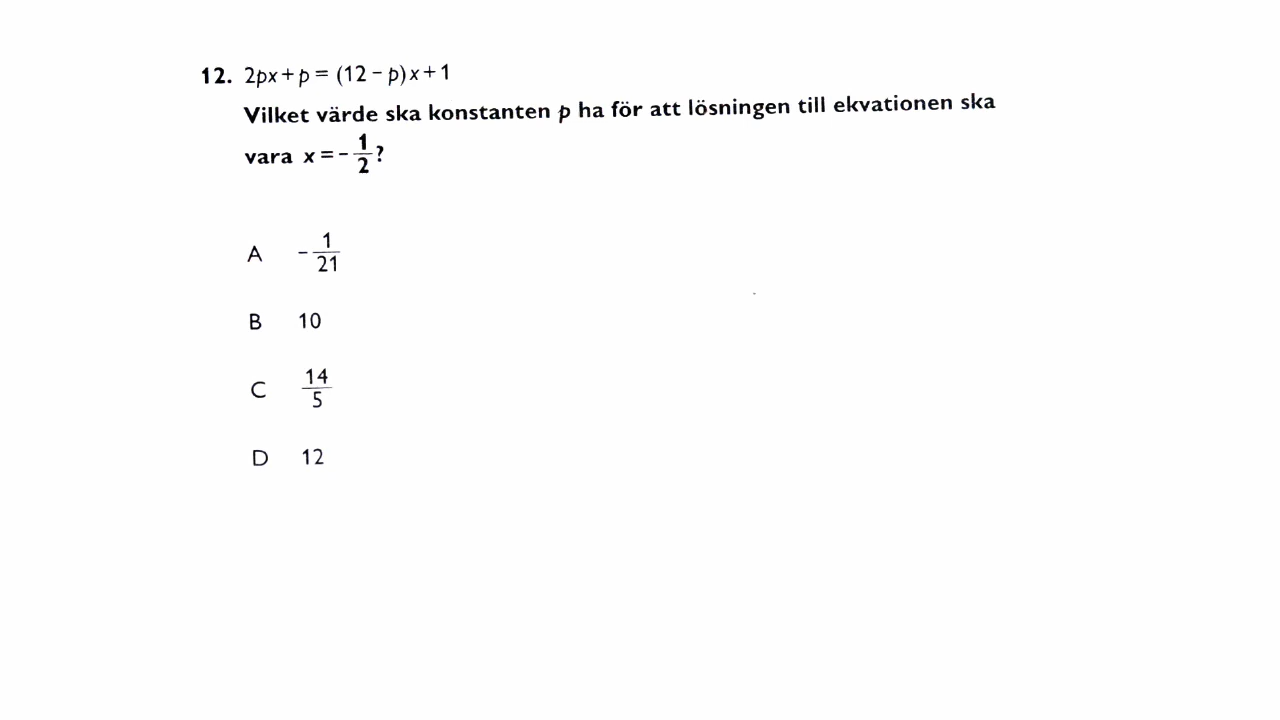 12. 2px + p = (12 − p)x + 1
Vilket värde ska konstanten p ha för att lösningen till ekvationen ska
vara x = −1/2?
A −1/21
B 10
C 14/5
D 12